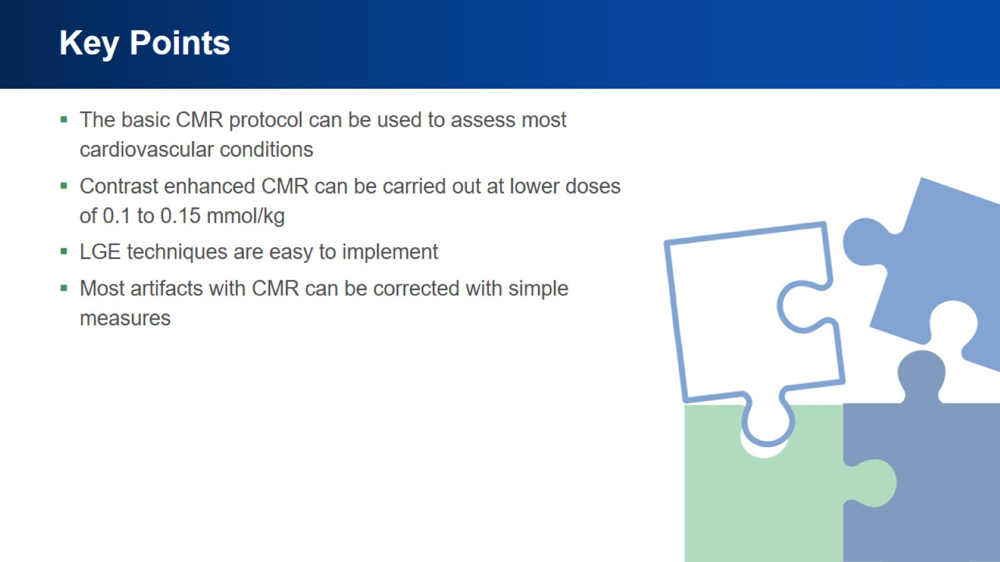 Key Points
▪ The basic CMR protocol can be used to assess most
cardiovascular conditions
▪ Contrast enhanced CMR can be carried out at lower doses
of 0.1 to 0.15 mmol/kg
▪ LGE techniques are easy to implement
▪ Most artifacts with CMR can be corrected with simple
measures